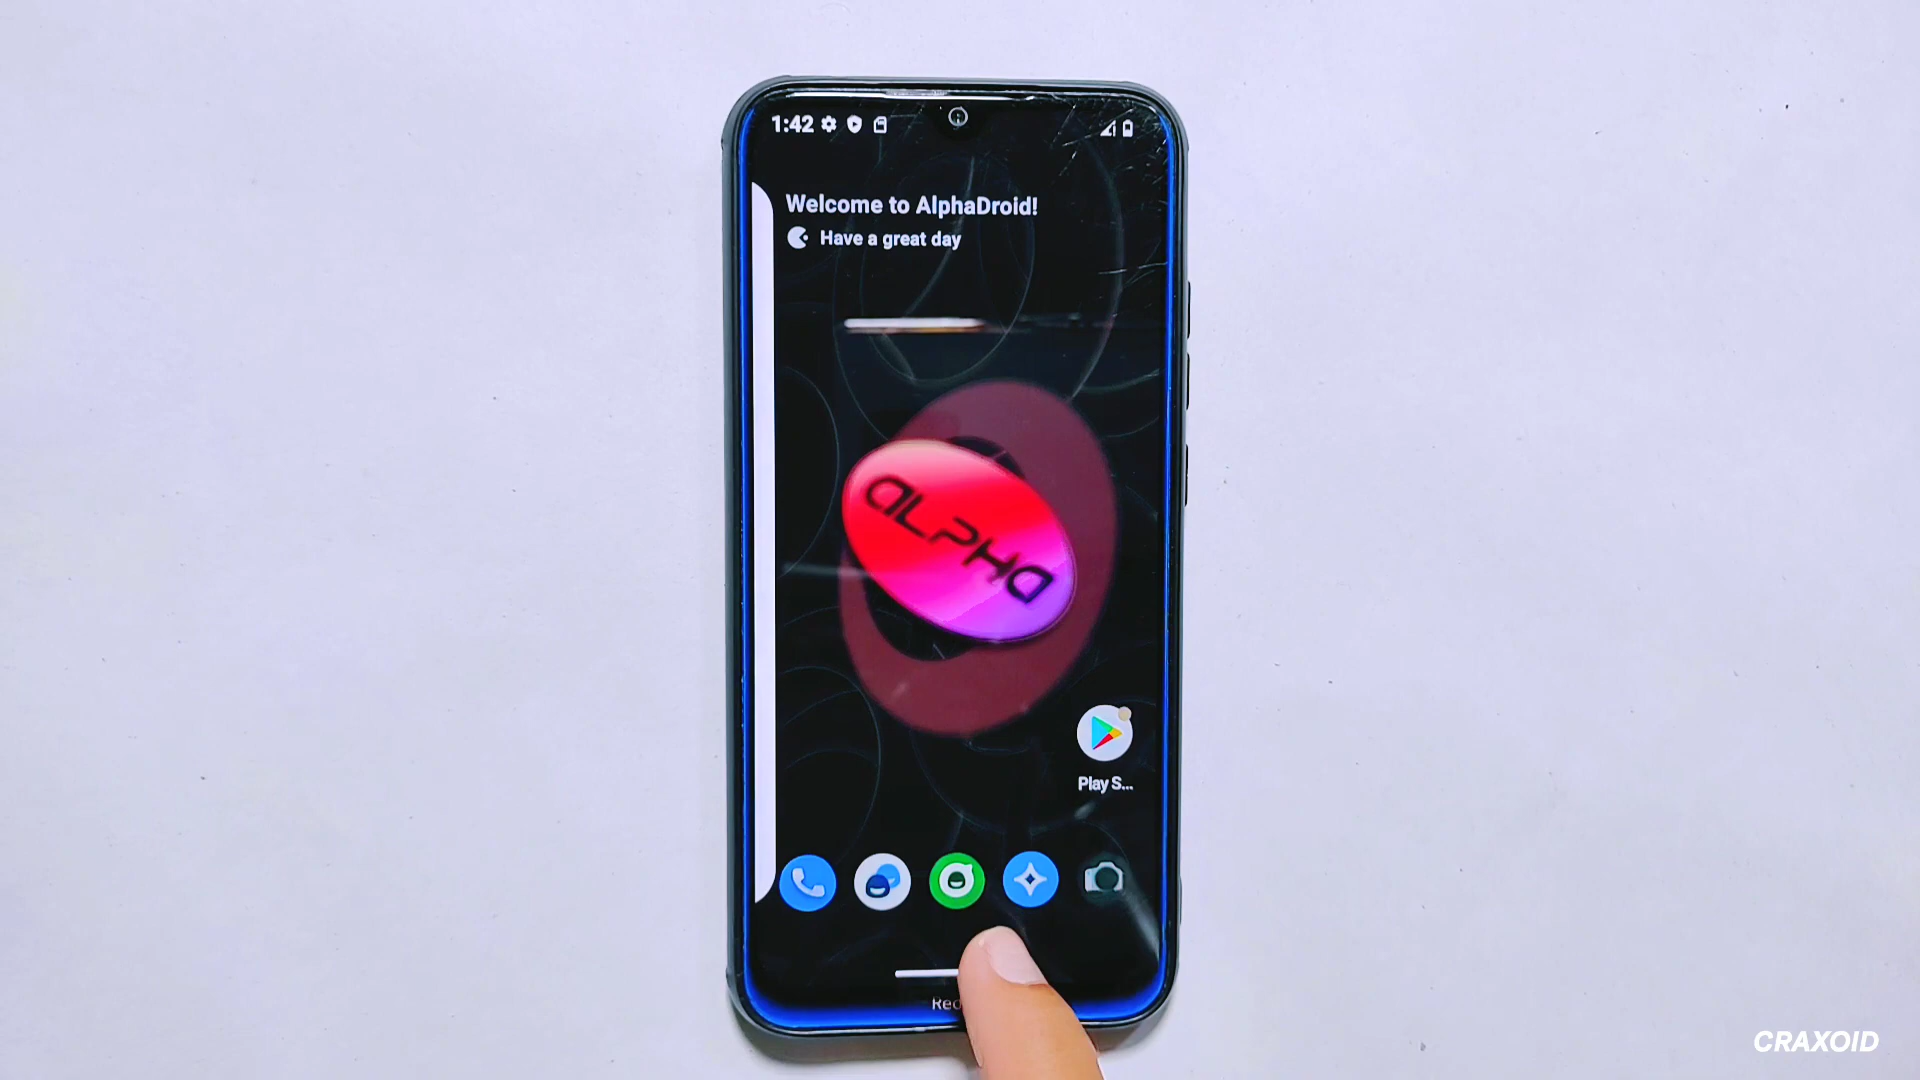 1:42
Welcome to AlphaDroid!
Have a great day
ALPHA
Play S...
CRAXOID